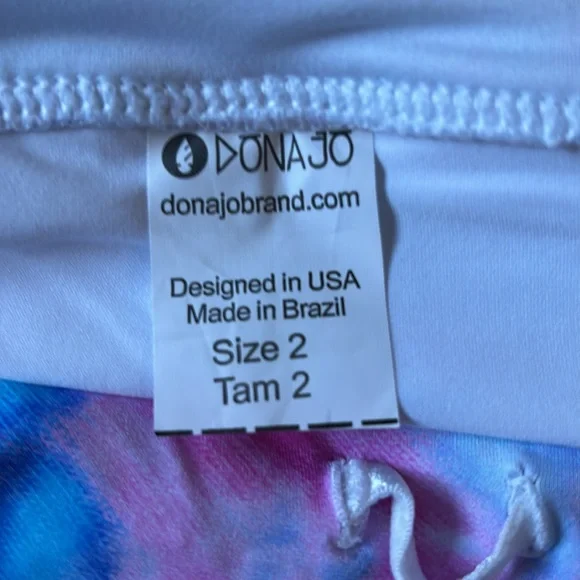 DONAJO
donajobrand.com
Designed in USA
Made in Brazil
Size 2
Tam 2